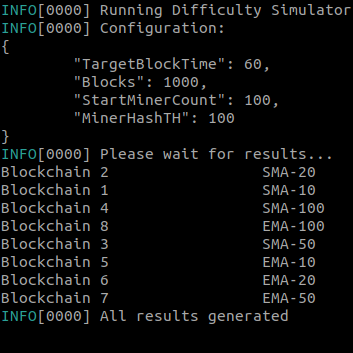 INFO[0000] Running Difficulty Simulator
INFO[0000] Configuration:
{
        "TargetBlockTime": 60,
        "Blocks": 1000,
        "StartMinerCount": 100,
        "MinerHashTH": 100
}
INFO[0000] Please wait for results...
Blockchain 2                 SMA-20
Blockchain 1                 SMA-10
Blockchain 4                 SMA-100
Blockchain 8                 EMA-100
Blockchain 3                 SMA-50
Blockchain 5                 EMA-10
Blockchain 6                 EMA-20
Blockchain 7                 EMA-50
INFO[0000] All results generated